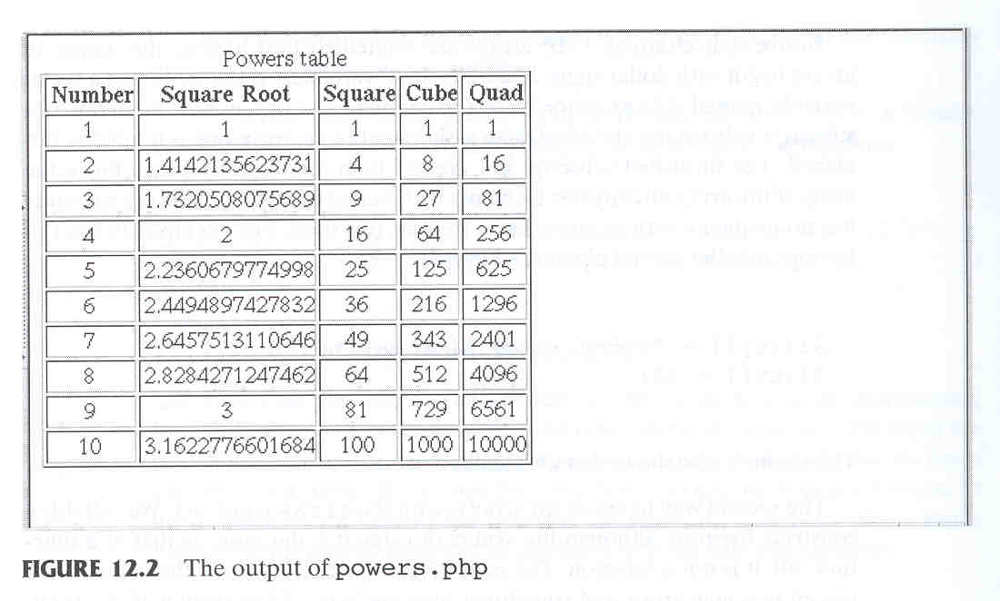 Powers table
Number Square Root Square Cube Quad
1 1 1 1 1
2 1.4142135623731 4 8 16
3 1.7320508075689 9 27 81
4 2 16 64 256
5 2.2360679774998 25 125 625
6 2.4494897427832 36 216 1296
7 2.6457513110646 49 343 2401
8 2.8284271247462 64 512 4096
9 3 81 729 6561
10 3.1622776601684 100 1000 10000
FIGURE 12.2 The output of powers.php